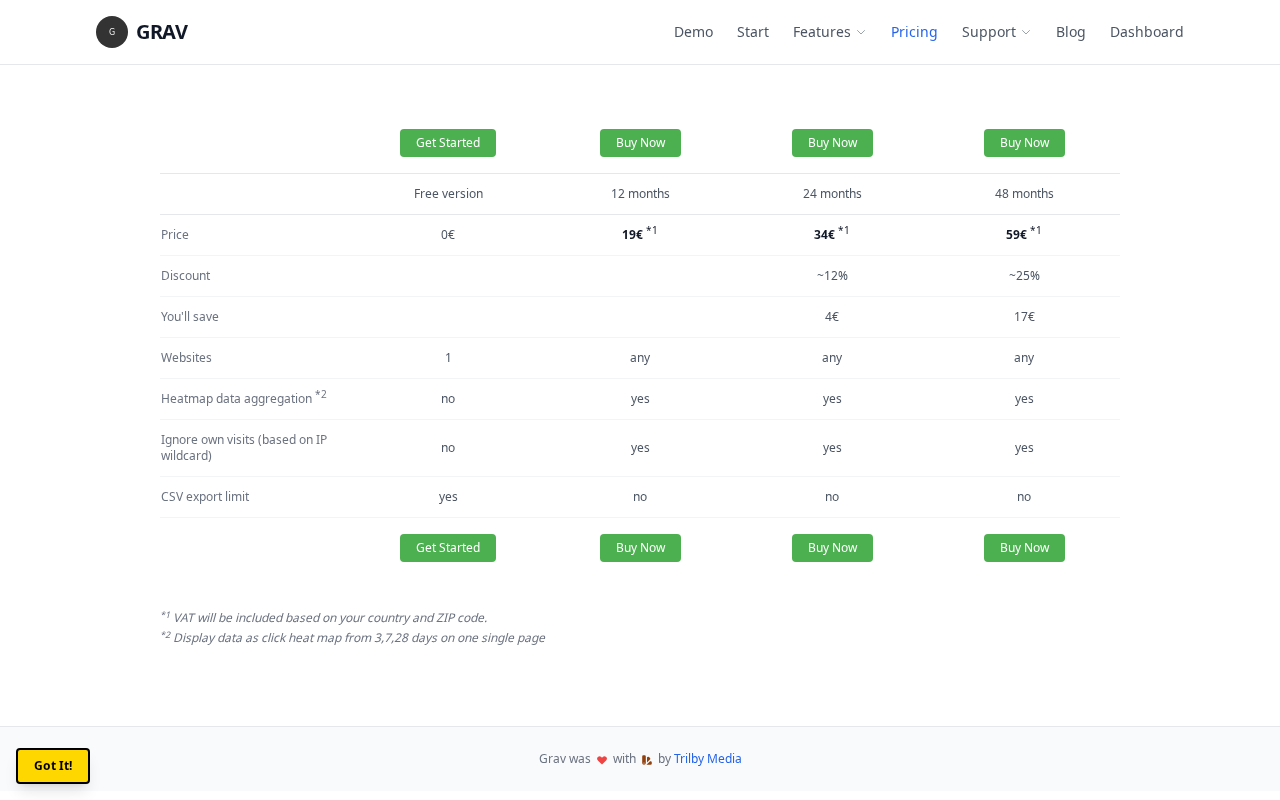 G GRAV Demo Start Features Pricing Support Blog Dashboard
Get Started Buy Now Buy Now Buy Now
Free version 12 months 24 months 48 months
Price 0€ 19€ *1 34€ *1 59€ *1
Discount ~12% ~25%
You'll save 4€ 17€
Websites 1 any any any
Heatmap data aggregation *2 no yes yes yes
Ignore own visits (based on IP
wildcard) no yes yes yes
CSV export limit yes no no no
Get Started Buy Now Buy Now Buy Now
*1 VAT will be included based on your country and ZIP code.
*2 Display data as click heat map from 3,7,28 days on one single page
Grav was with by Trilby Media
Got It!